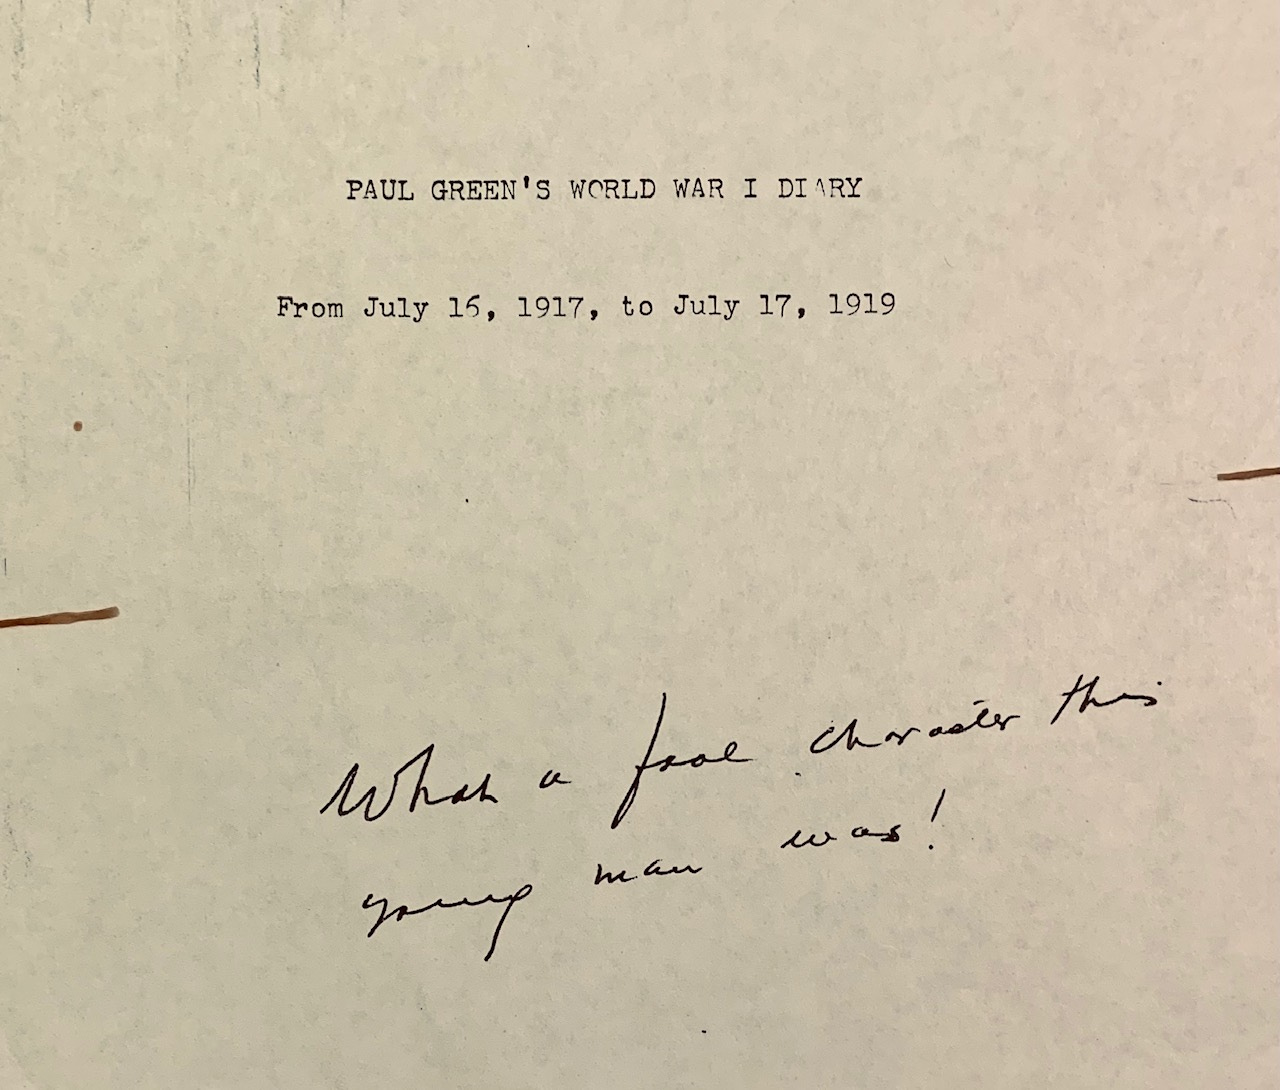 PAUL GREEN'S WORLD WAR I DIARY
From July 16, 1917, to July 17, 1919
What a fool character this
young man was!